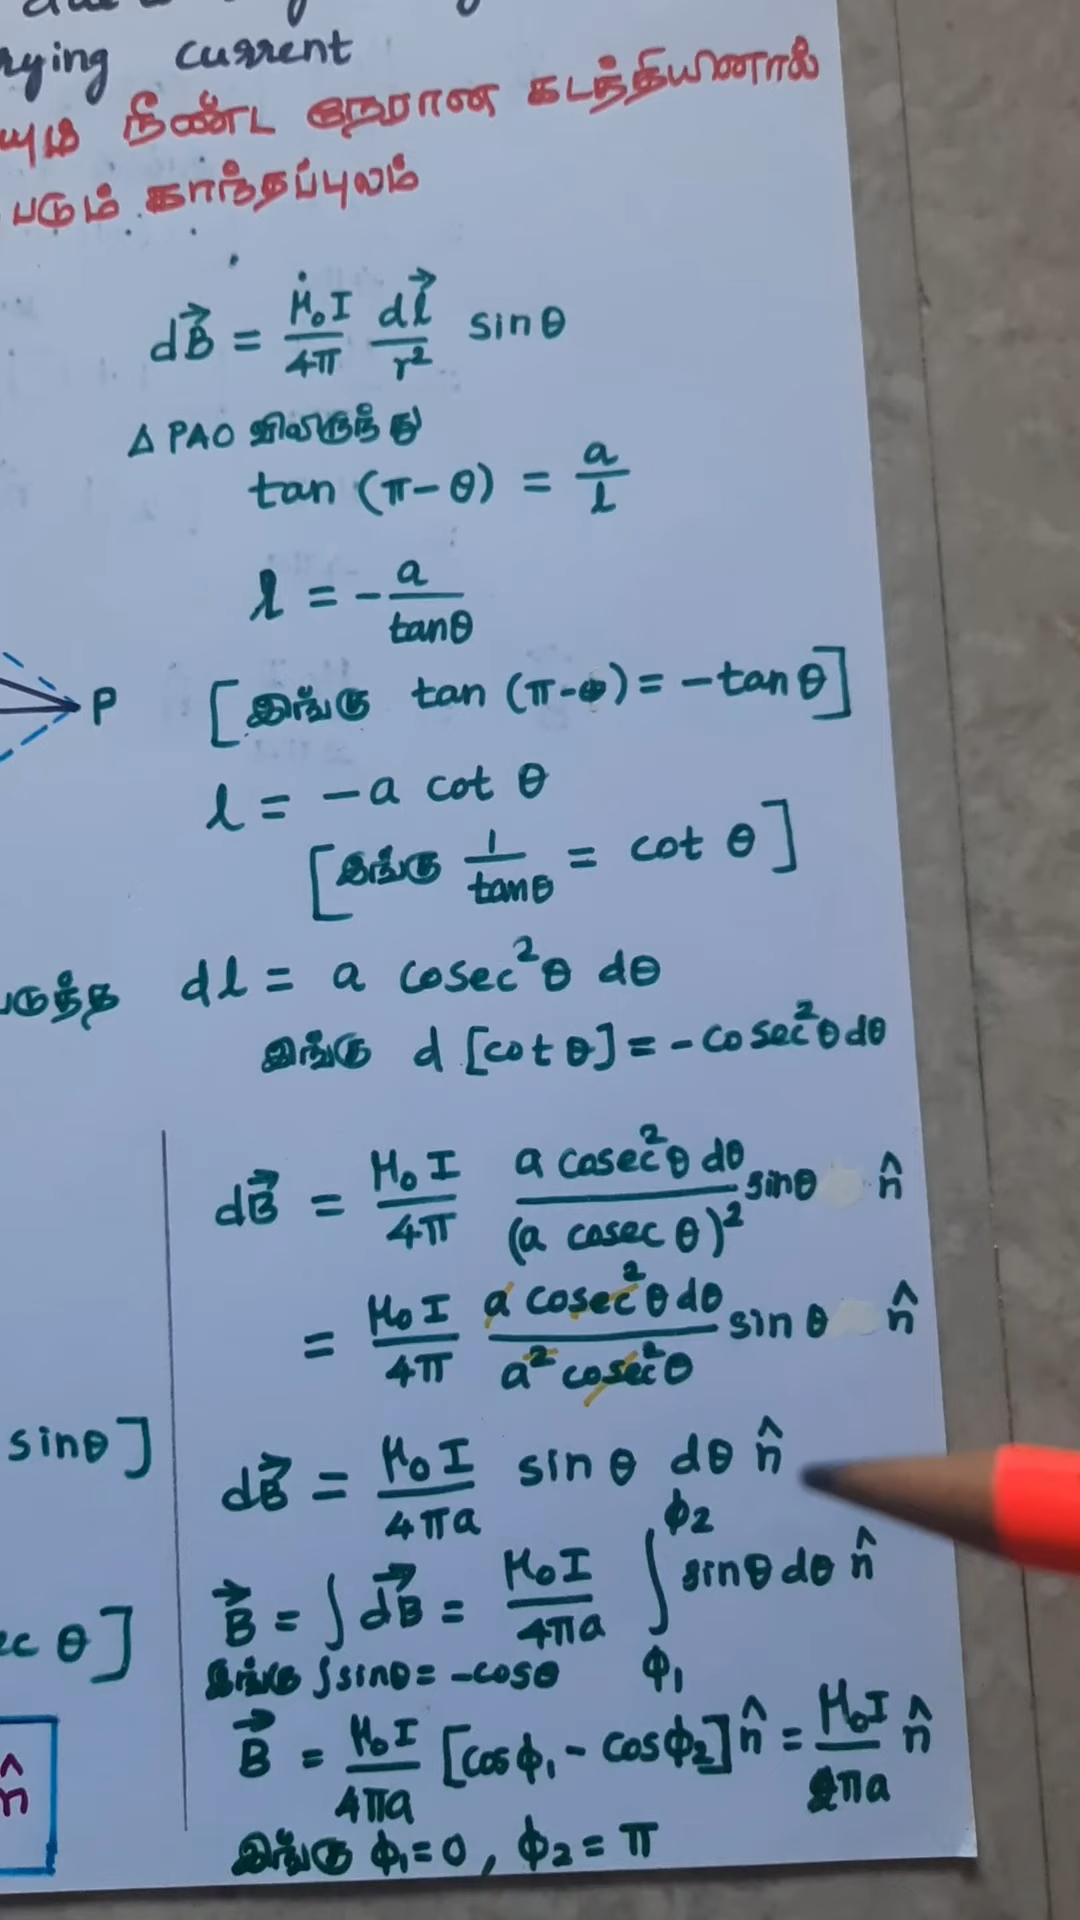 current
நீண்ட நேரான கடத்தியினால்
படும் காந்தப்புலம்
dB⃗ = μ₀I/4π dl⃗/r² sinθ
Δ PAO விலிருந்து
tan (π-θ) = a/l
l = -a/tanθ
P [இங்கு tan (π-θ) = -tanθ]
l = -a cot θ
[இங்கு 1/tanθ = cot θ]
dl = a cosec²θ dθ
இங்கு d [cot θ] = -cosec²θ dθ
dB⃗ = μ₀I/4π a cosec²θ dθ/(a cosec θ)² sinθ n̂
= μ₀I/4π a cosec²θ dθ/a² cosec²θ sin θ n̂
sinθ]
dB⃗ = μ₀I/4πa sin θ dθ n̂
B⃗ = ∫dB⃗ = μ₀I/4πa ∫ϕ₁^ϕ₂ sinθ dθ n̂
θ]
இங்கு ∫sinθ = -cosθ
n̂
B⃗ = μ₀I/4πa [cosϕ₁ - cosϕ₂] n̂ = μ₀I/2πa n̂
இங்கு ϕ₁=0, ϕ₂ = π